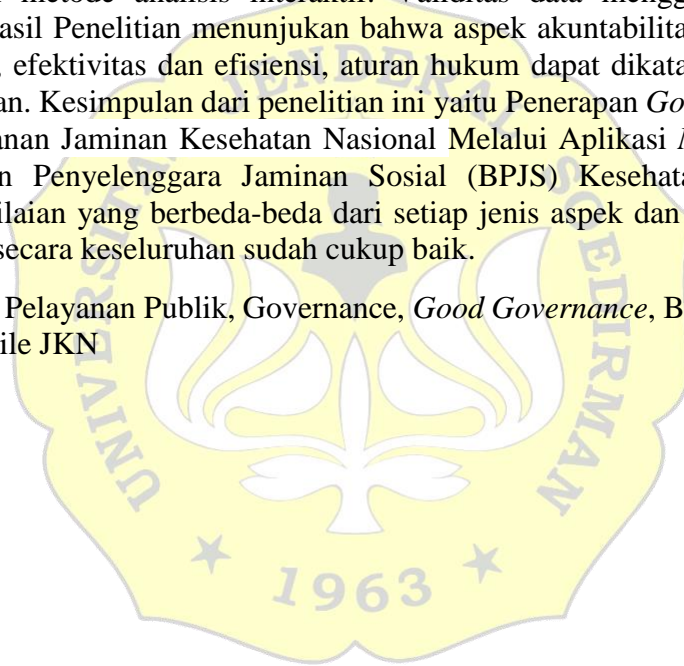 metode analisis interaktif. Validitas data mengg
asil Penelitian menunjukan bahwa aspek akuntabilita
, efektivitas dan efisiensi, aturan hukum dapat dikata
an. Kesimpulan dari penelitian ini yaitu Penerapan Go
anan Jaminan Kesehatan Nasional Melalui Aplikasi M
n Penyelenggara Jaminan Sosial (BPJS) Kesehata
ilaian yang berbeda-beda dari setiap jenis aspek dan
secara keseluruhan sudah cukup baik.
Pelayanan Publik, Governance, Good Governance, B
ile JKN
UNIVERSITAS JENDERAL SOEDIRMAN
1963